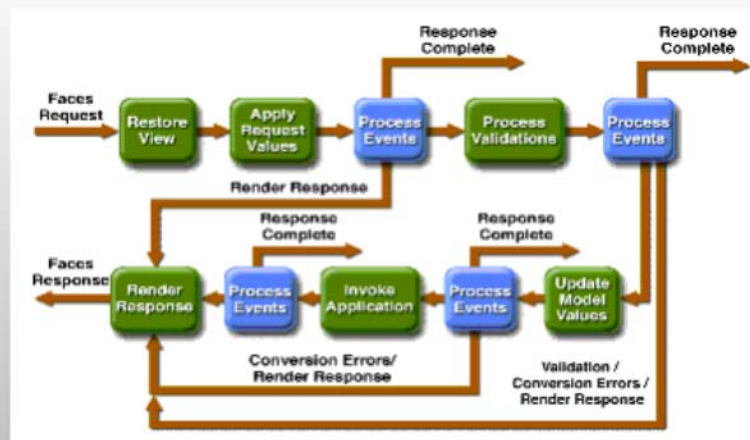 Response
Complete
Response
Complete
Faces
Request
Restore
View
Apply
Request
Values
Process
Events
Process
Validations
Process
Events
Render Response
Response
Complete
Response
Complete
Faces
Response
Render
Response
Process
Events
Invoke
Application
Process
Events
Update
Model
Values
Conversion Errors/
Render Response
Validation /
Conversion Errors /
Render Response